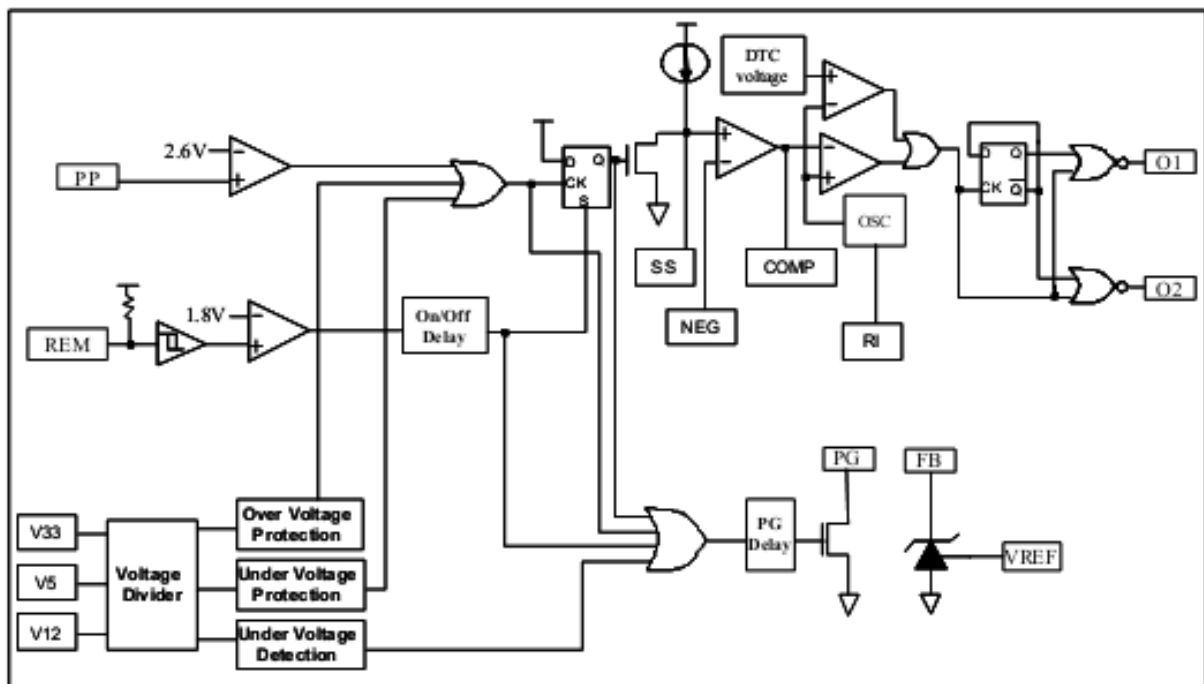 DTC
voltage
2.6V
PP
D Q
CK
S
D Q
CK Q
O1
OSC
SS
COMP
O2
1.8V
On/Off
Delay
REM
NEG
RI
PG
FB
V33
Over Voltage
Protection
PG
Delay
VREF
V5
Voltage
Divider
Under Voltage
Protection
V12
Under Voltage
Detection